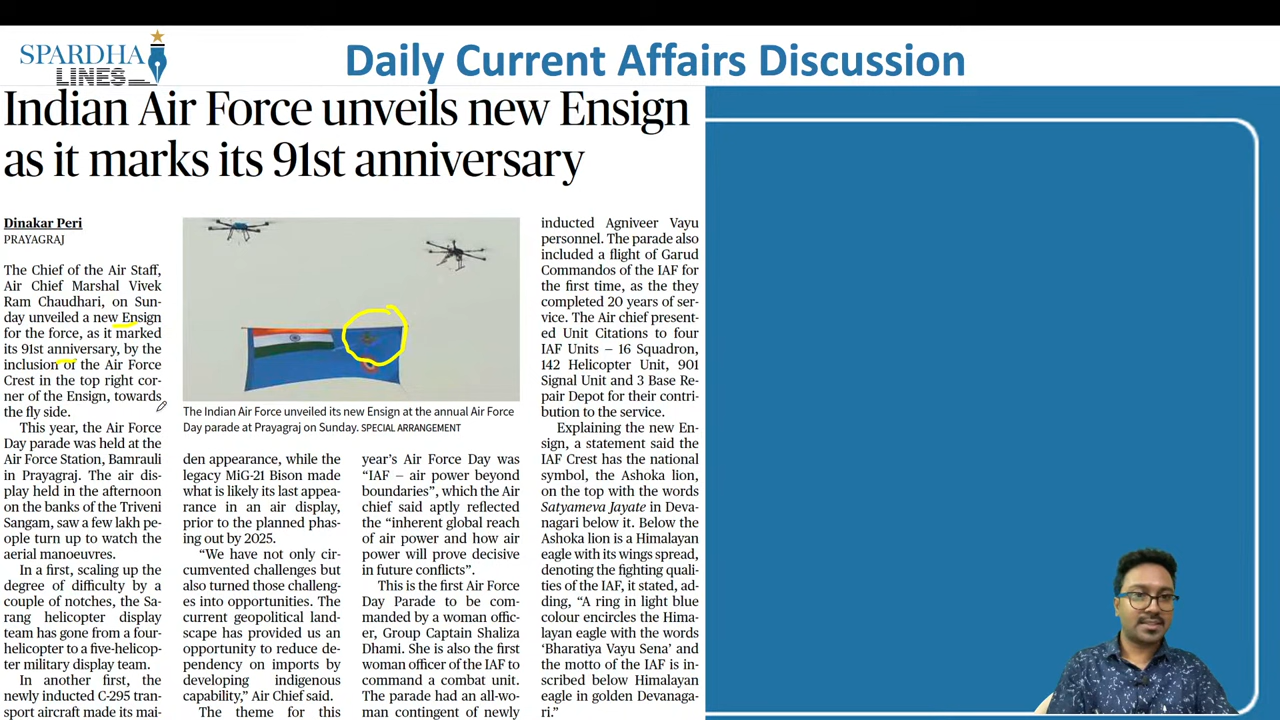 SPARDHA
LINES
Daily Current Affairs Discussion
Indian Air Force unveils new Ensign
as it marks its 91st anniversary
Dinakar Peri
PRAYAGRAJ
The Chief of the Air Staff,
Air Chief Marshal Vivek
Ram Chaudhari, on Sun-
day unveiled a new Ensign
for the force, as it marked
its 91st anniversary, by the
inclusion of the Air Force
Crest in the top right cor-
ner of the Ensign, towards
the fly side.
This year, the Air Force
Day parade was held at the
Air Force Station, Bamrauli
in Prayagraj. The air dis-
play held in the afternoon
on the banks of the Triveni
Sangam, saw a few lakh pe-
ople turn up to watch the
aerial manoeuvres.
In a first, scaling up the
degree of difficulty by a
couple of notches, the Sa-
rang helicopter display
team has gone from a four-
helicopter to a five-helicop-
ter military display team.
In another first, the
newly inducted C-295 tran-
sport aircraft made its mai-
The Indian Air Force unveiled its new Ensign at the annual Air Force
Day parade at Prayagraj on Sunday. SPECIAL ARRANGEMENT
den appearance, while the
legacy MiG-21 Bison made
what is likely its last appea-
rance in an air display,
prior to the planned phas-
ing out by 2025.
"We have not only cir-
cumvented challenges but
also turned those challeng-
es into opportunities. The
current geopolitical land-
scape has provided us an
opportunity to reduce de-
pendency on imports by
developing indigenous
capability," Air Chief said.
The theme for this
year's Air Force Day was
"IAF – air power beyond
boundaries", which the Air
chief said aptly reflected
the "inherent global reach
of air power and how air
power will prove decisive
in future conflicts".
This is the first Air Force
Day Parade to be com-
manded by a woman offic-
er, Group Captain Shaliza
Dhami. She is also the first
woman officer of the IAF to
command a combat unit.
The parade had an all-wo-
man contingent of newly
inducted Agniveer Vayu
personnel. The parade also
included a flight of Garud
Commandos of the IAF for
the first time, as the they
completed 20 years of ser-
vice. The Air chief present-
ed Unit Citations to four
IAF Units – 16 Squadron,
142 Helicopter Unit, 901
Signal Unit and 3 Base Re-
pair Depot for their contri-
bution to the service.
Explaining the new En-
sign, a statement said the
IAF Crest has the national
symbol, the Ashoka lion,
on the top with the words
Satyameva Jayate in Deva-
nagari below it. Below the
Ashoka lion is a Himalayan
eagle with its wings spread,
denoting the fighting quali-
ties of the IAF, it stated, ad-
ding, "A ring in light blue
colour encircles the Hima-
layan eagle with the words
'Bharatiya Vayu Sena' and
the motto of the IAF is in-
scribed below Himalayan
eagle in golden Devanaga-
ri."